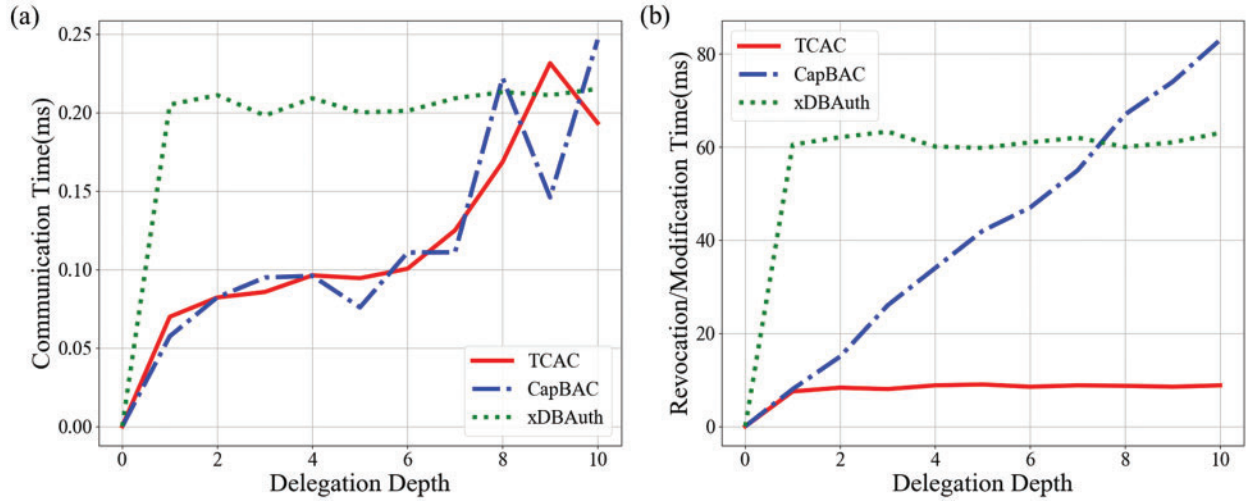 (a)
0.25
0.20
0.15
0.10
0.05
0.00
Communication Time(ms)
0 2 4 6 8 10
Delegation Depth
TCAC
CapBAC
xDBAuth
(b)
80
60
40
20
0
Revocation/Modification Time(ms)
0 2 4 6 8 10
Delegation Depth
TCAC
CapBAC
xDBAuth